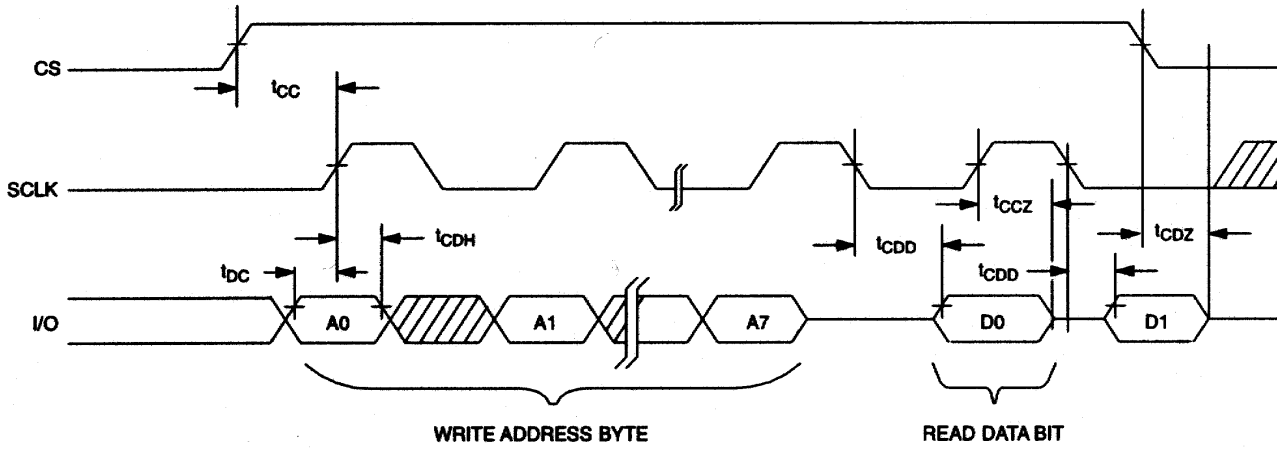 CS
tCC
SCLK
tCCZ
tCDH
tCDD
tCDZ
tDC
tCDD
I/O
A0
A1
A7
D0
D1
WRITE ADDRESS BYTE
READ DATA BIT